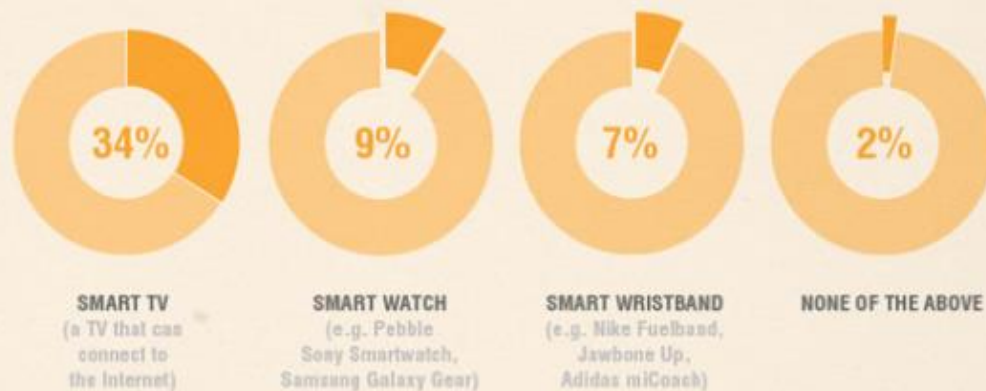 34%
9%
7%
2%
SMART TV
(a TV that can
connect to
the Internet)
SMART WATCH
(e.g. Pebble
Sony Smartwatch,
Samsung Galaxy Gear)
SMART WRISTBAND
(e.g. Nike Fuelband,
Jawbone Up,
Adidas miCoach)
NONE OF THE ABOVE